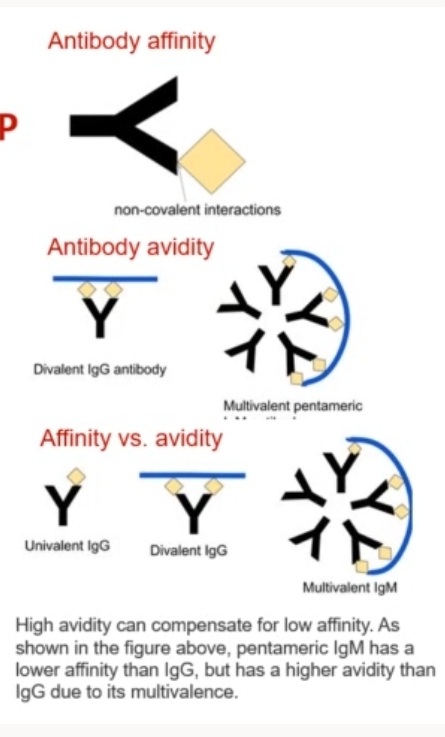 Antibody affinity
P
non-covalent interactions
Antibody avidity
Divalent IgG antibody
Multivalent pentameric
Affinity vs. avidity
Univalent IgG
Divalent IgG
Multivalent IgM
High avidity can compensate for low affinity. As
shown in the figure above, pentameric IgM has a
lower affinity than IgG, but has a higher avidity than
IgG due to its multivalence.